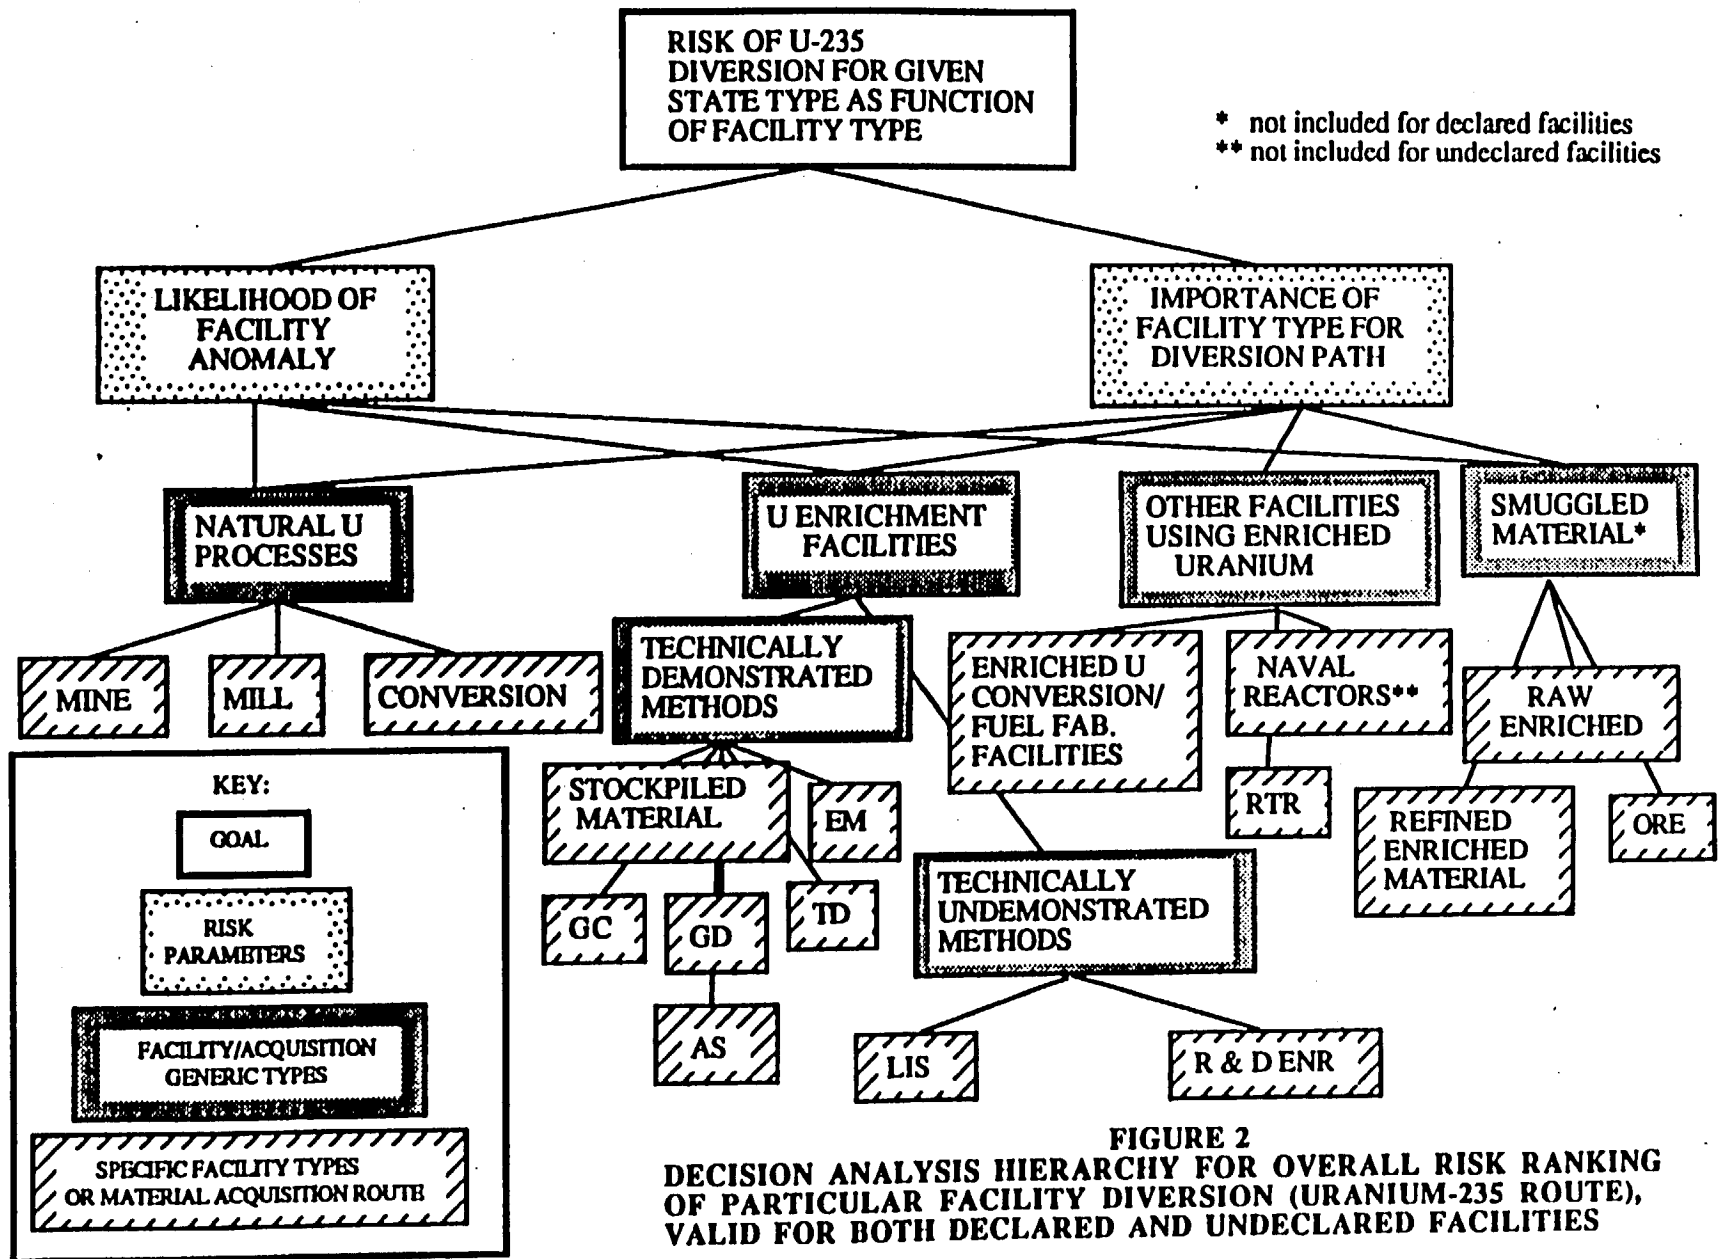 RISK OF U-235
DIVERSION FOR GIVEN
STATE TYPE AS FUNCTION
OF FACILITY TYPE
* not included for declared facilities
** not included for undeclared facilities
LIKELIHOOD OF
FACILITY
ANOMALY
IMPORTANCE OF
FACILITY TYPE FOR
DIVERSION PATH
NATURAL U
PROCESSES
U ENRICHMENT
FACILITIES
OTHER FACILITIES
USING ENRICHED
URANIUM
SMUGGLED
MATERIAL*
MINE
MILL
CONVERSION
TECHNICALLY
DEMONSTRATED
METHODS
ENRICHED U
CONVERSION/
FUEL FAB.
FACILITIES
NAVAL
REACTORS**
RAW
ENRICHED
STOCKPILED
MATERIAL
EM
RTR
REFINED
ENRICHED
MATERIAL
ORE
GC
GD
TD
TECHNICALLY
UNDEMONSTRATED
METHODS
AS
LIS
R & D ENR
KEY:
GOAL
RISK
PARAMETERS
FACILITY/ACQUISITION
GENERIC TYPES
SPECIFIC FACILITY TYPES
OR MATERIAL ACQUISITION ROUTE
FIGURE 2
DECISION ANALYSIS HIERARCHY FOR OVERALL RISK RANKING
OF PARTICULAR FACILITY DIVERSION (URANIUM-235 ROUTE),
VALID FOR BOTH DECLARED AND UNDECLARED FACILITIES